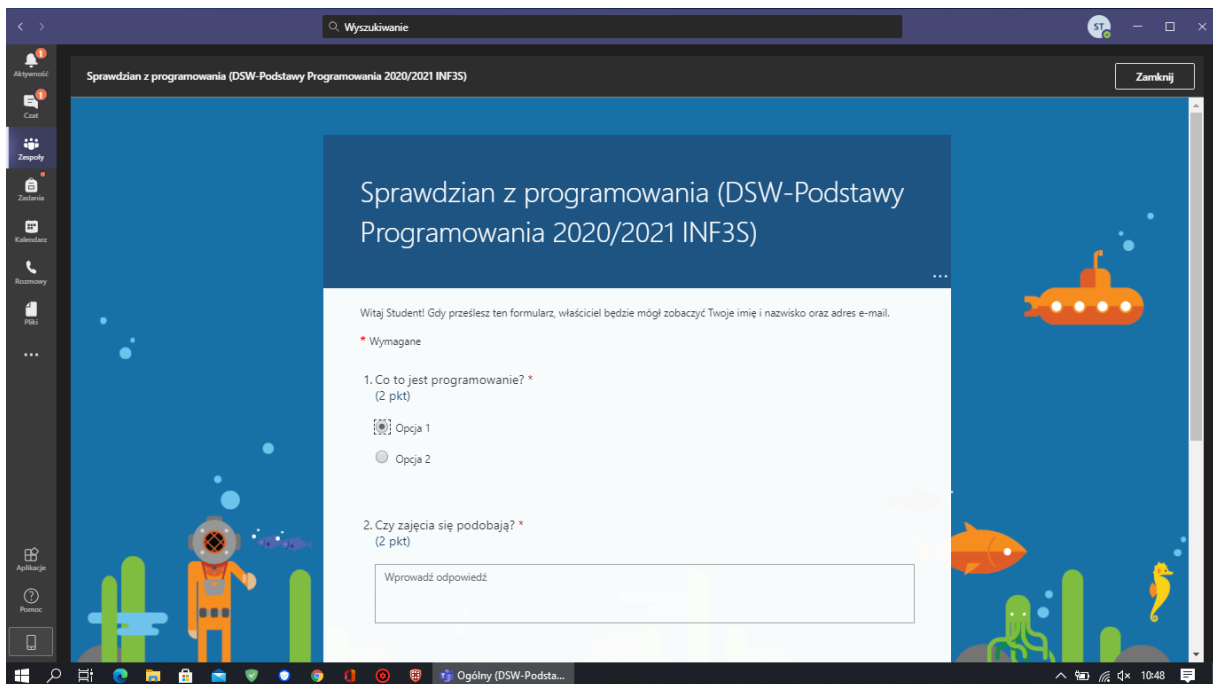 Wyszukiwanie
ST
1
Aktywność
Sprawdzian z programowania (DSW-Podstawy Programowania 2020/2021 INF3S)
Zamknij
1
Czat
Zespoły
Zadania
Kalendarz
Rozmowy
Pliki
Sprawdzian z programowania (DSW-Podstawy
Programowania 2020/2021 INF3S)
Witaj Student! Gdy prześlesz ten formularz, właściciel będzie mógł zobaczyć Twoje imię i nazwisko oraz adres e-mail.
* Wymagane
1. Co to jest programowanie? *
(2 pkt)
Opcja 1
Opcja 2
2. Czy zajęcia się podobają? *
(2 pkt)
Wprowadź odpowiedź
Aplikacje
Pomoc
Ogólny (DSW-Podsta...
10:48